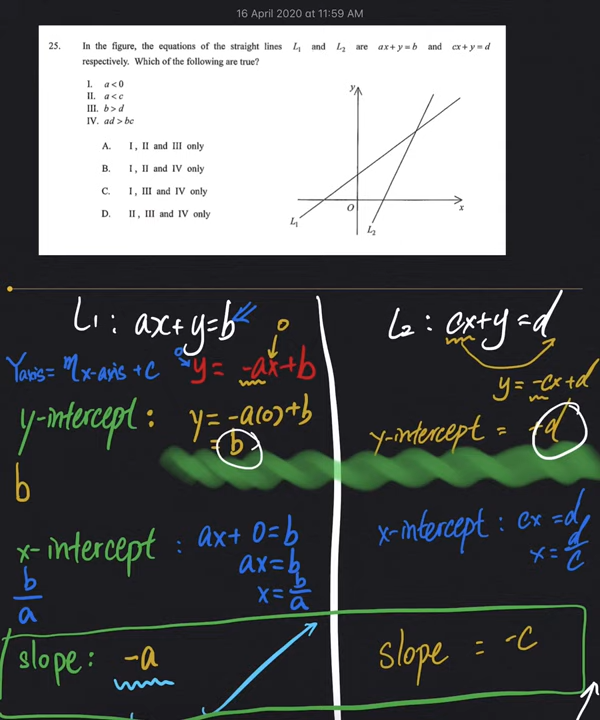 16 April 2020 at 11:59 AM
25. In the figure, the equations of the straight lines L₁ and L₂ are ax + y = b and cx + y = d
respectively. Which of the following are true?
I. a < 0
II. a < c
III. b > d
IV. ad > bc
A. I, II and III only
B. I, II and IV only
C. I, III and IV only
D. II, III and IV only
y
O
x
L₁
L₂
L₁ : ax+y=b
0
Yaxis = mx-axis + c
0
y = -ax+b
y-intercept :
y = -a(0)+b
= b
b
x-intercept : ax + 0 = b
ax = b
x = b/a
b/a
slope : -a
L₂ : cx+y = d
y = -cx+d
y-intercept = +d
x-intercept : cx = d
x = d/c
slope = -c